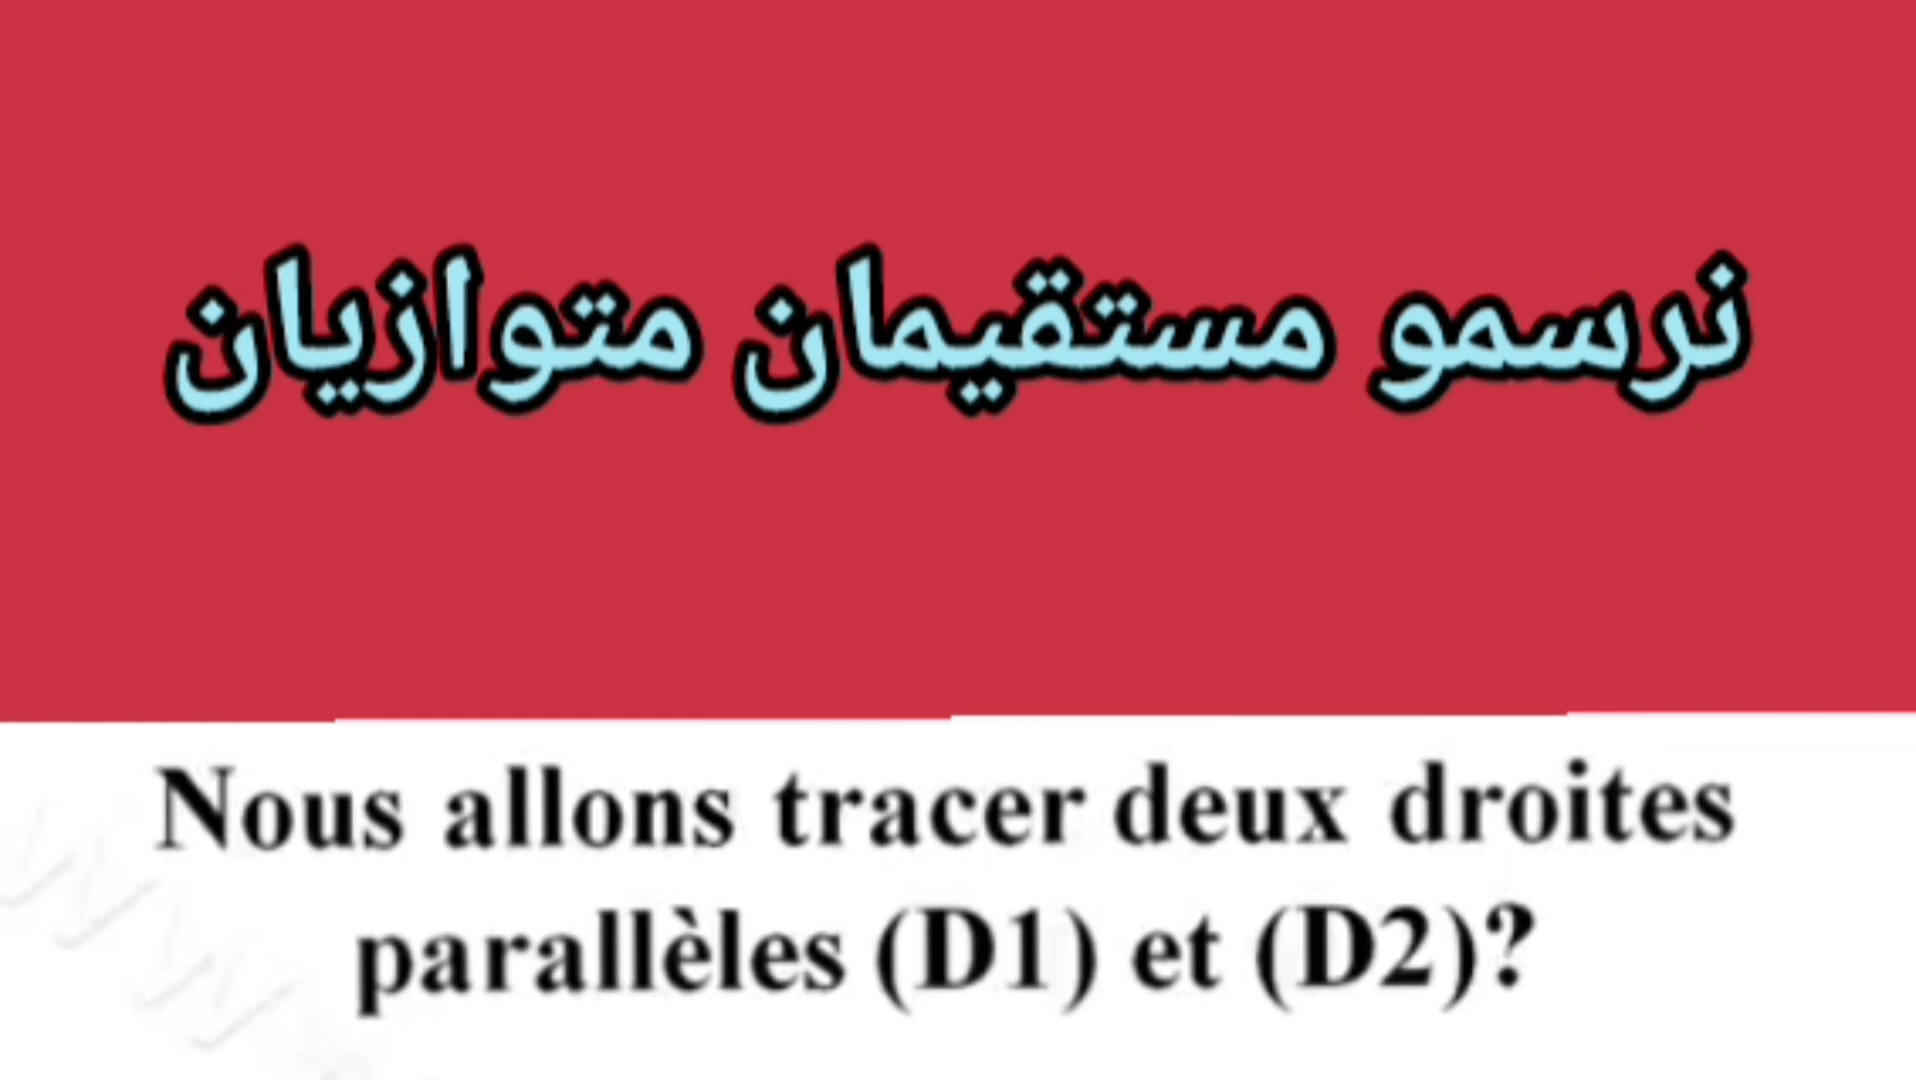 نرسمو مستقيمان متوازيان
Nous allons tracer deux droites
parallèles (D1) et (D2)?